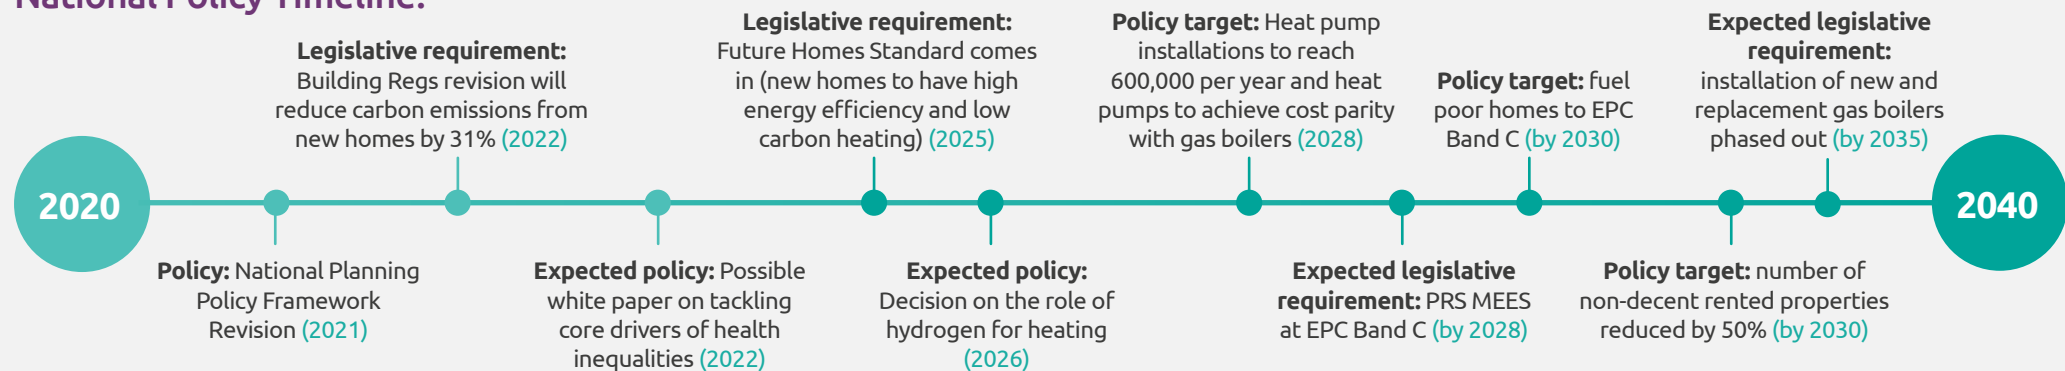 National Policy Timeline:
Legislative requirement:
Building Regs revision will
reduce carbon emissions from
new homes by 31% (2022)
Legislative requirement:
Future Homes Standard comes
in (new homes to have high
energy efficiency and low
carbon heating) (2025)
Policy target: Heat pump
installations to reach
600,000 per year and heat
pumps to achieve cost parity
with gas boilers (2028)
Policy target: fuel
poor homes to EPC
Band C (by 2030)
Expected legislative
requirement:
installation of new and
replacement gas boilers
phased out (by 2035)
2020
2040
Policy: National Planning
Policy Framework
Revision (2021)
Expected policy: Possible
white paper on tackling
core drivers of health
inequalities (2022)
Expected policy:
Decision on the role of
hydrogen for heating
(2026)
Expected legislative
requirement: PRS MEES
at EPC Band C (by 2028)
Policy target: number of
non-decent rented properties
reduced by 50% (by 2030)